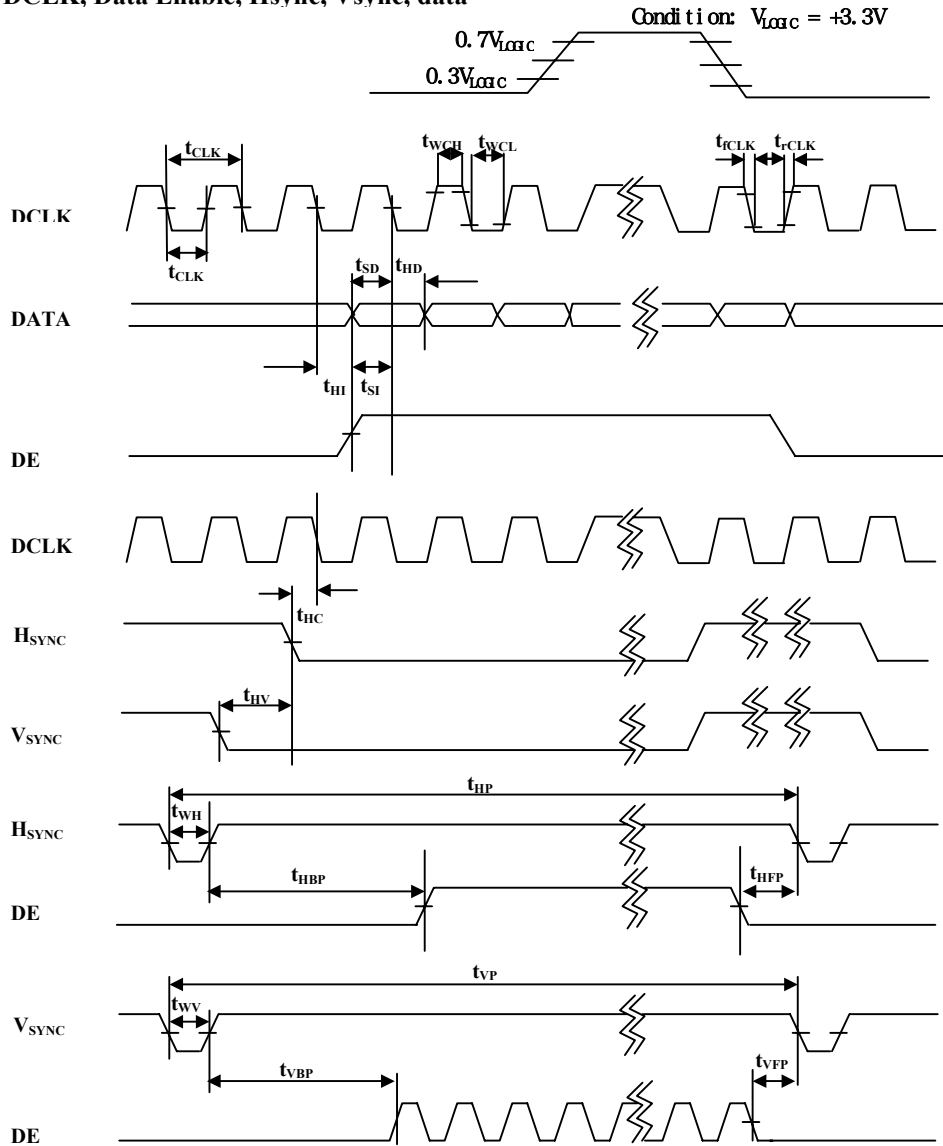 DCLK, Data Enable, Hsync, Vsync, data
Condition: VLOGIC = +3.3V
0.7VLOGIC
0.3VLOGIC
tCLK
tWCH
tWCL
tfCLK
trCLK
DCLK
tCLK
tSD
tHD
DATA
tHI
tSI
DE
DCLK
tHC
HSYNC
tHV
VSYNC
tHP
tWH
HSYNC
tHBP
tHFP
DE
tVP
tWV
VSYNC
tVBP
tVFP
DE